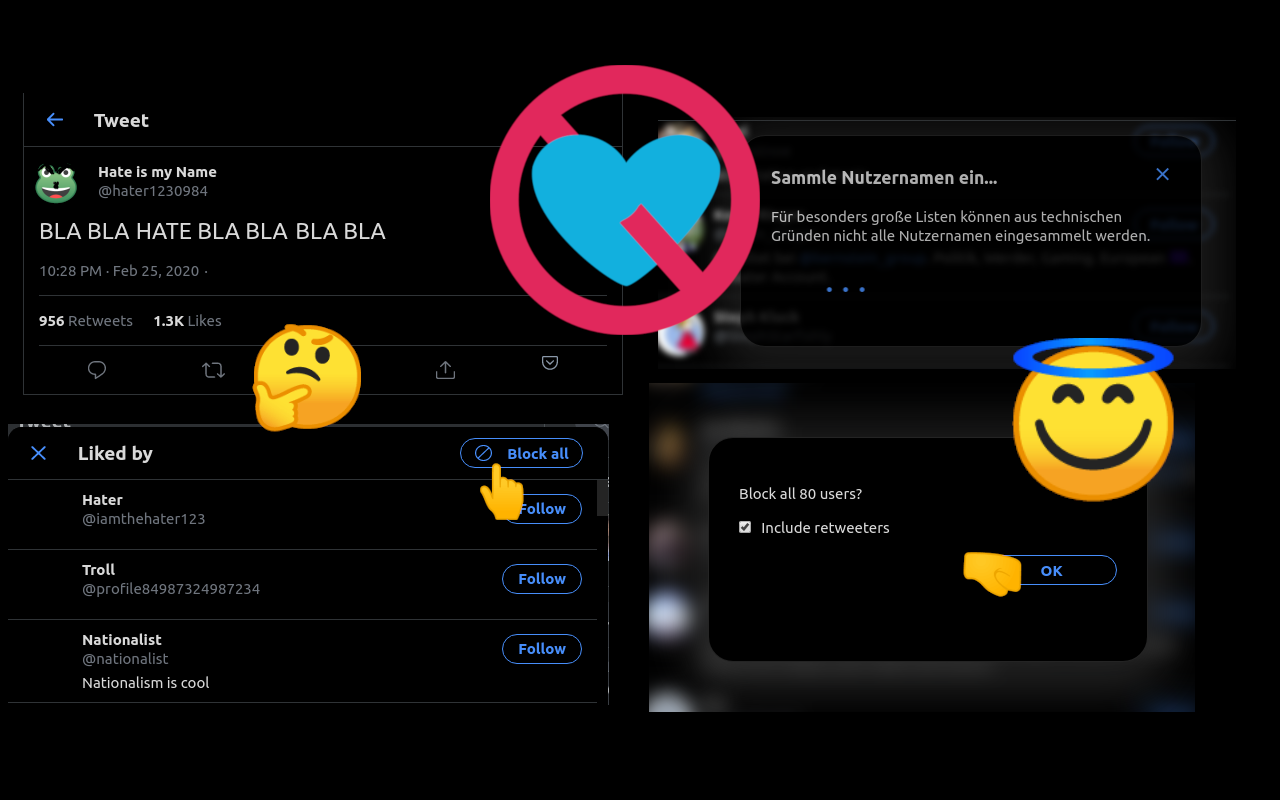 Tweet
Hate is my Name
@hater1230984
BLA BLA HATE BLA BLA BLA BLA
10:28 PM · Feb 25, 2020 ·
956 Retweets 1.3K Likes
Liked by
Block all
Hater
@iamthehater123
Follow
Troll
@profile84987324987234
Follow
Nationalist
@nationalist
Nationalism is cool
Follow
Sammle Nutzernamen ein...
Für besonders große Listen können aus technischen
Gründen nicht alle Nutzernamen eingesammelt werden.
Block all 80 users?
Include retweeters
OK